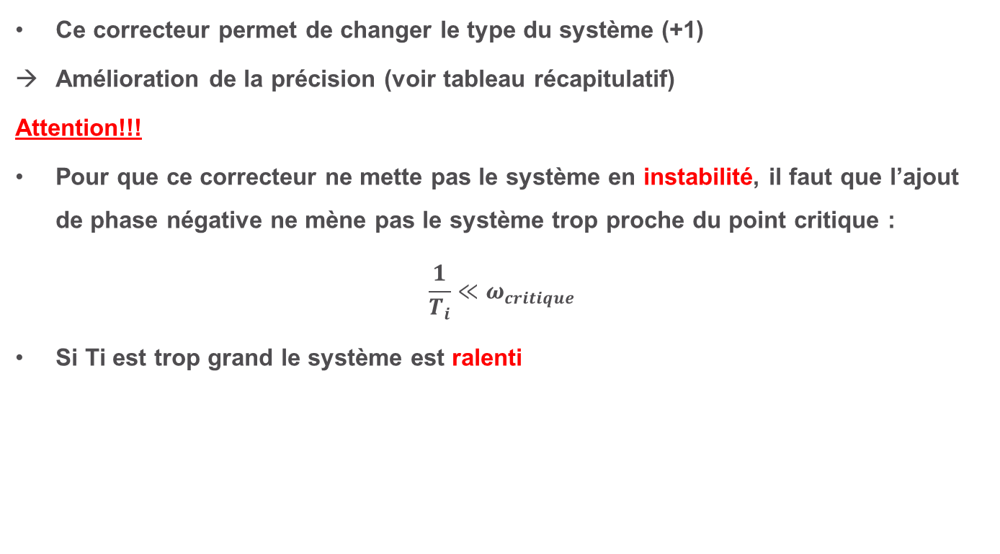 • Ce correcteur permet de changer le type du système (+1)
→ Amélioration de la précision (voir tableau récapitulatif)
Attention!!!
• Pour que ce correcteur ne mette pas le système en instabilité, il faut que l’ajout
de phase négative ne mène pas le système trop proche du point critique :
$\frac{1}{T_i} \ll \omega_{critique}$
• Si Ti est trop grand le système est ralenti